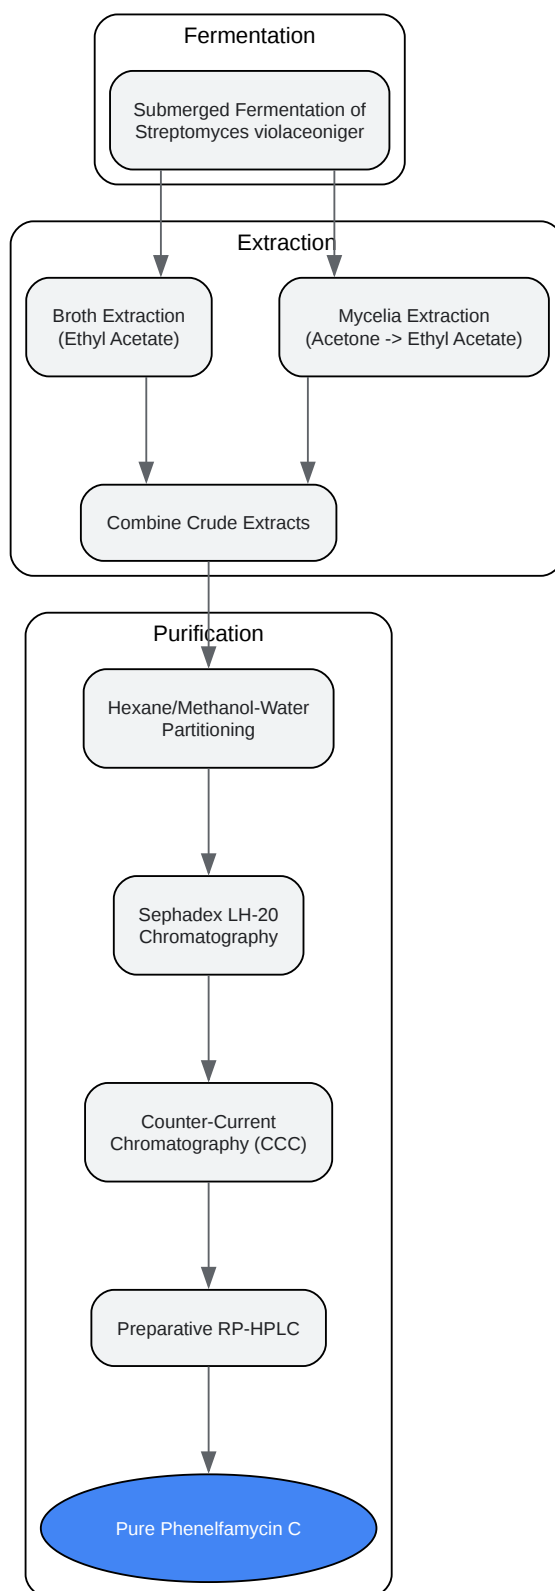 Fermentation
Submerged Fermentation of
Streptomyces violaceoniger
Extraction
Broth Extraction
(Ethyl Acetate)
Mycelia Extraction
(Acetone -> Ethyl Acetate)
Combine Crude Extracts
Purification
Hexane/Methanol-Water
Partitioning
Sephadex LH-20
Chromatography
Counter-Current
Chromatography (CCC)
Preparative RP-HPLC
Pure Phenelfamycin C